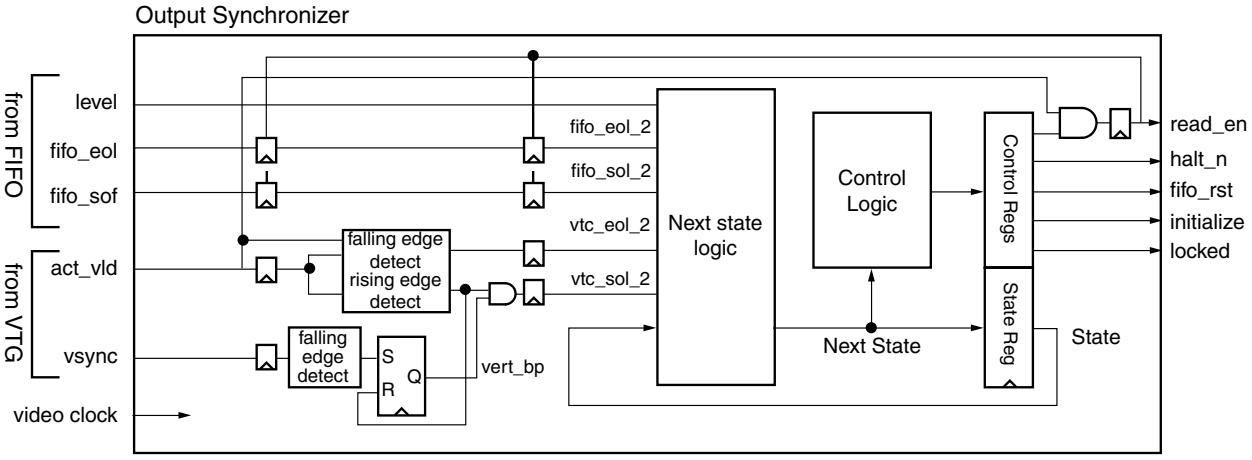 Output Synchronizer
from FIFO
level
fifo_eol
fifo_sof
from VTG
act_vld
vsync
video clock
falling edge
detect
rising edge
detect
falling
edge
detect
S
R
Q
vert_bp
fifo_eol_2
fifo_sol_2
vtc_eol_2
vtc_sol_2
Next state
logic
Control
Logic
Next State
Control Regs
State Reg
State
read_en
halt_n
fifo_rst
initialize
locked